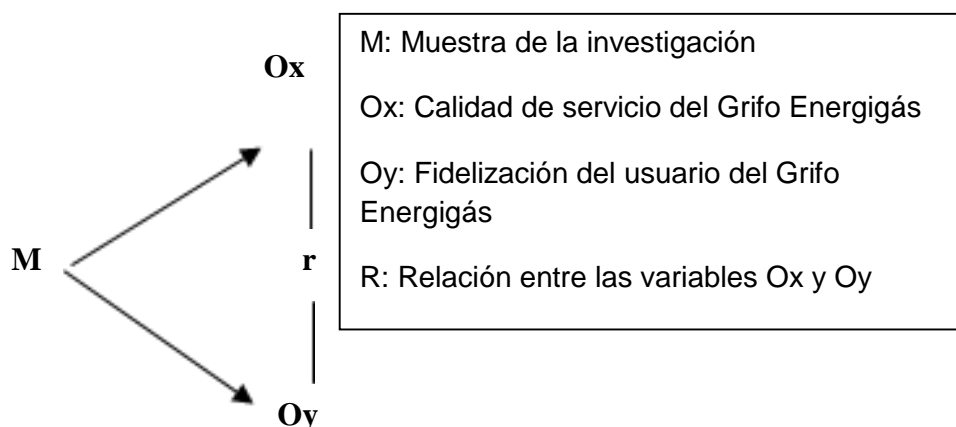 Ox
M
r
Oy
M: Muestra de la investigación
Ox: Calidad de servicio del Grifo Energigás
Oy: Fidelización del usuario del Grifo
Energigás
R: Relación entre las variables Ox y Oy